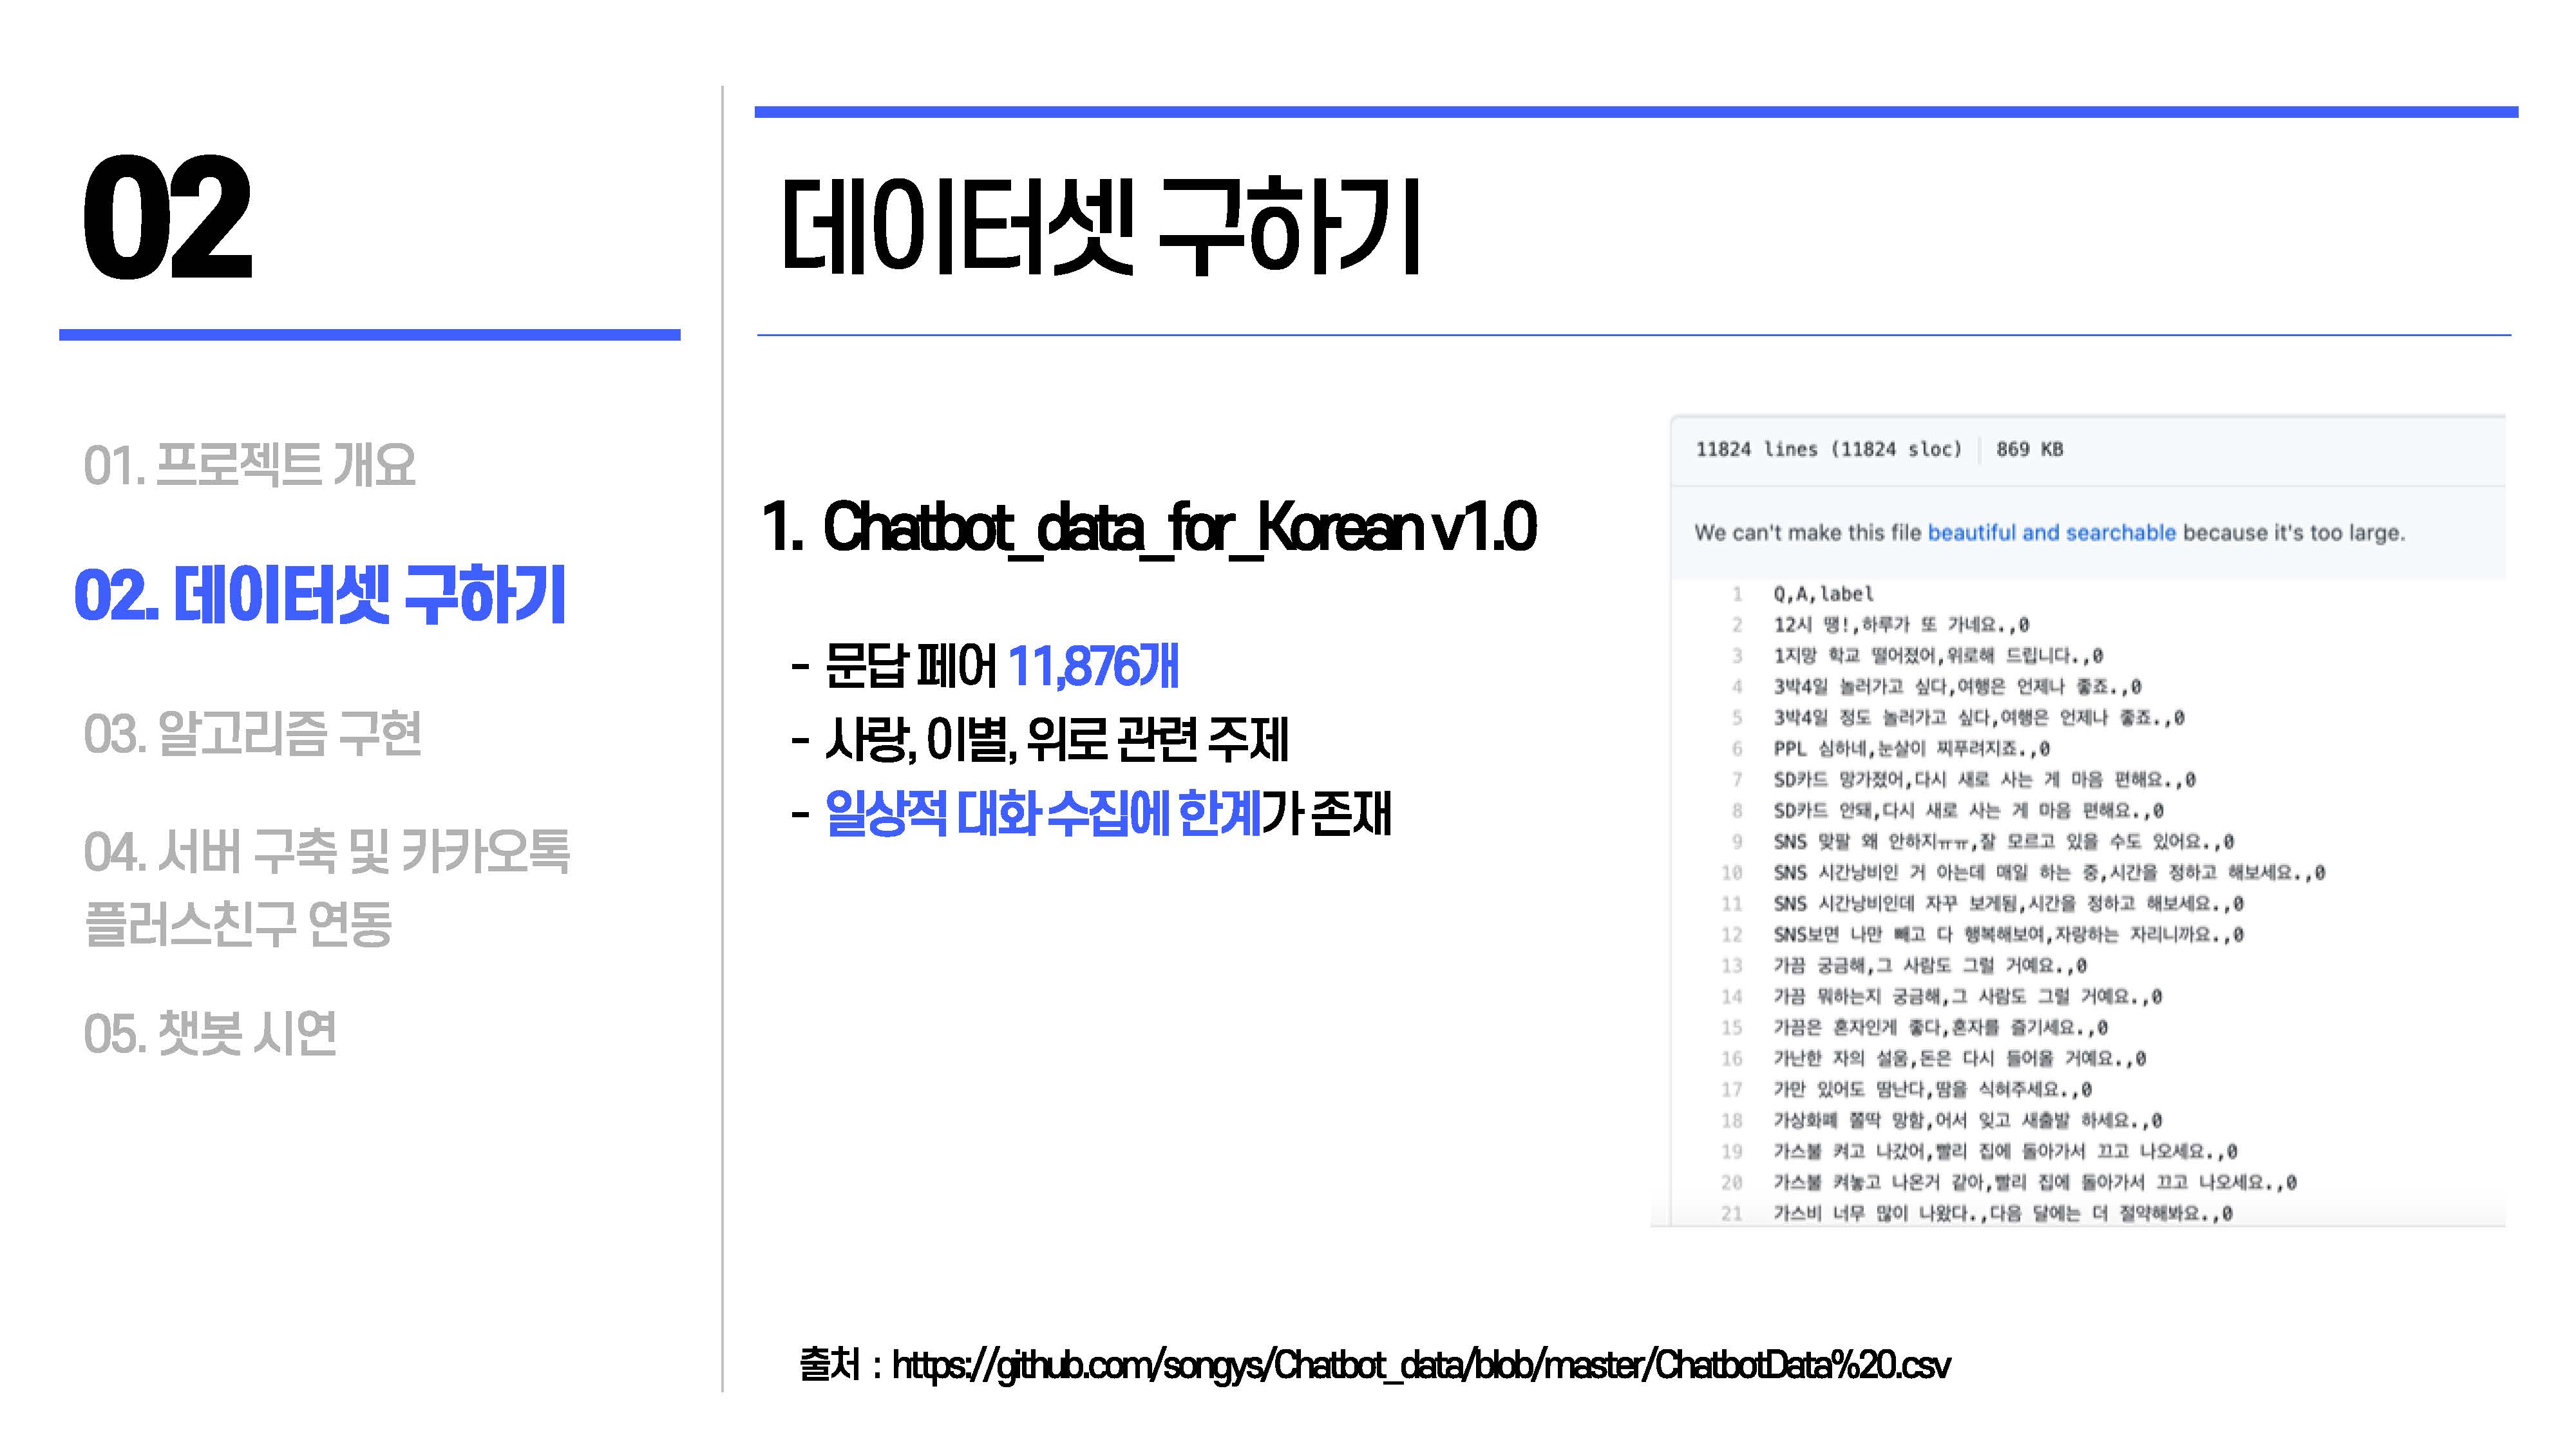 02
01. 프로젝트 개요
02. 데이터셋 구하기
03. 알고리즘 구현
04. 서버 구축 및 카카오톡
플러스친구 연동
05. 챗봇 시연
데이터셋 구하기
1. Chatbot_data_for_Korean v1.0
- 문답 페어 11,876개
- 사랑, 이별, 위로 관련 주제
- 일상적 대화 수집에 한계가 존재
11824 lines (11824 sloc) 869 KB
We can't make this file beautiful and searchable because it's too large.
1 Q,A,label
2 12시 땡!,하루가 또 가네요.,0
3 1지망 학교 떨어졌어,위로해 드립니다.,0
4 3박4일 놀러가고 싶다,여행은 언제나 좋죠.,0
5 3박4일 정도 놀러가고 싶다,여행은 언제나 좋죠.,0
6 PPL 심하네,눈살이 찌푸려지죠.,0
7 SD카드 망가졌어,다시 새로 사는 게 마음 편해요.,0
8 SD카드 안돼,다시 새로 사는 게 마음 편해요.,0
9 SNS 맞팔 왜 안하지ㅠㅠ,잘 모르고 있을 수도 있어요.,0
10 SNS 시간낭비인 거 아는데 매일 하는 중,시간을 정하고 해보세요.,0
11 SNS 시간낭비인데 자꾸 보게됨,시간을 정하고 해보세요.,0
12 SNS보면 나만 빼고 다 행복해보여,자랑하는 자리니까요.,0
13 가끔 궁금해,그 사람도 그럴 거예요.,0
14 가끔 뭐하는지 궁금해,그 사람도 그럴 거예요.,0
15 가끔은 혼자인게 좋다,혼자를 즐기세요.,0
16 가난한 자의 설움,돈은 다시 들어올 거예요.,0
17 가만 있어도 땀난다,땀을 식혀주세요.,0
18 가상화폐 쫄딱 망함,어서 잊고 새출발 하세요.,0
19 가스불 켜고 나갔어,빨리 집에 돌아가서 끄고 나오세요.,0
20 가스불 켜놓고 나온거 같아,빨리 집에 돌아가서 끄고 나오세요.,0
21 가스비 너무 많이 나왔다.,다음 달에는 더 절약해봐요.,0
출처 : https://github.com/songys/Chatbot_data/blob/master/ChatbotData%20.csv